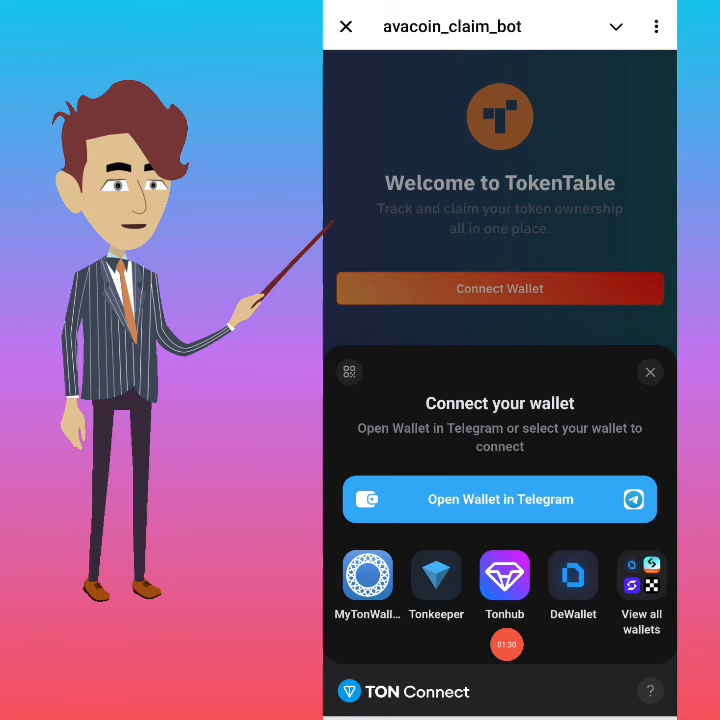 avacoin_claim_bot
Welcome to TokenTable
Track and claim your token ownership
all in one place.
Connect Wallet
Connect your wallet
Open Wallet in Telegram or select your wallet to
connect
Open Wallet in Telegram
MyTonWall...
Tonkeeper
Tonhub
DeWallet
View all
wallets
01:30
TON Connect
?